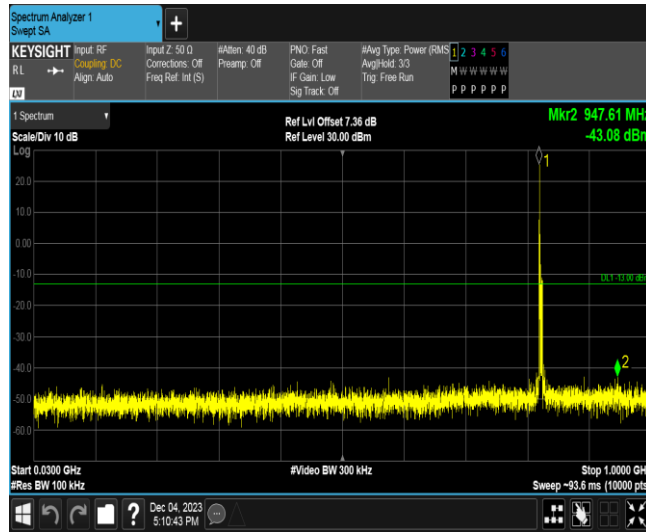 Spectrum Analyzer 1
Swept SA
+
KEYSIGHT
RL
LXI
Input: RF
Coupling: DC
Align: Auto
Input Z: 50 Ω
Corrections: Off
Freq Ref: Int (S)
#Atten: 40 dB
Preamp: Off
PNO: Fast
Gate: Off
IF Gain: Low
Sig Track: Off
#Avg Type: Power (RMS
Avg|Hold: 3/3
Trig: Free Run
1 2 3 4 5 6
M W W W W W
P P P P P P
1 Spectrum
Scale/Div 10 dB
Log
Ref Lvl Offset 7.36 dB
Ref Level 30.00 dBm
Mkr2 947.61 MHz
-43.08 dBm
1
20.0
10.0
0.00
-10.0
DL1 -13.00 dBm
-20.0
-30.0
-40.0
2
-50.0
-60.0
Start 0.0300 GHz
#Res BW 100 kHz
#Video BW 300 kHz
Stop 1.0000 GH
Sweep ~93.6 ms (10000 pts
?
Dec 04, 2023
5:10:43 PM